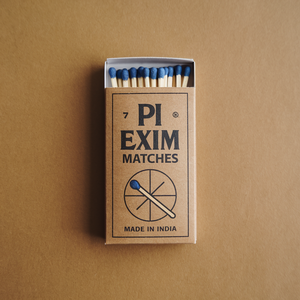 7 PI ®
EXIM
MATCHES
MADE IN INDIA